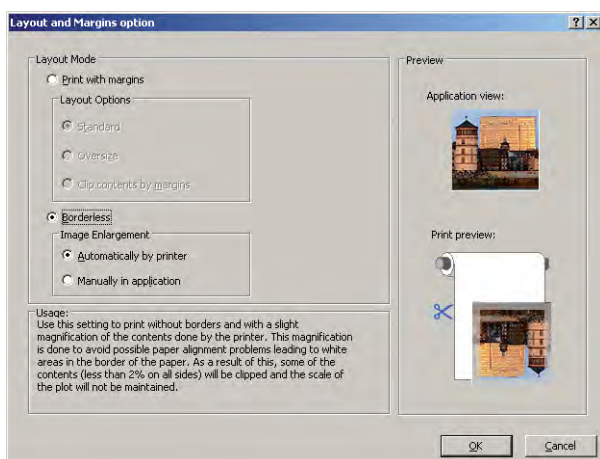 Layout and Margins option
Layout Mode
Print with margins
Layout Options
Standard
Oversize
Clip contents by margins
Borderless
Image Enlargement
Automatically by printer
Manually in application
Usage:
Use this setting to print without borders and with a slight
magnification of the contents done by the printer. This magnification
is done to avoid possible paper alignment problems leading to white
areas in the border of the paper. As a result of this, some of the
contents (less than 2% on all sides) will be clipped and the scale of
the plot will not be maintained.
Preview
Application view:
Print preview:
OK
Cancel